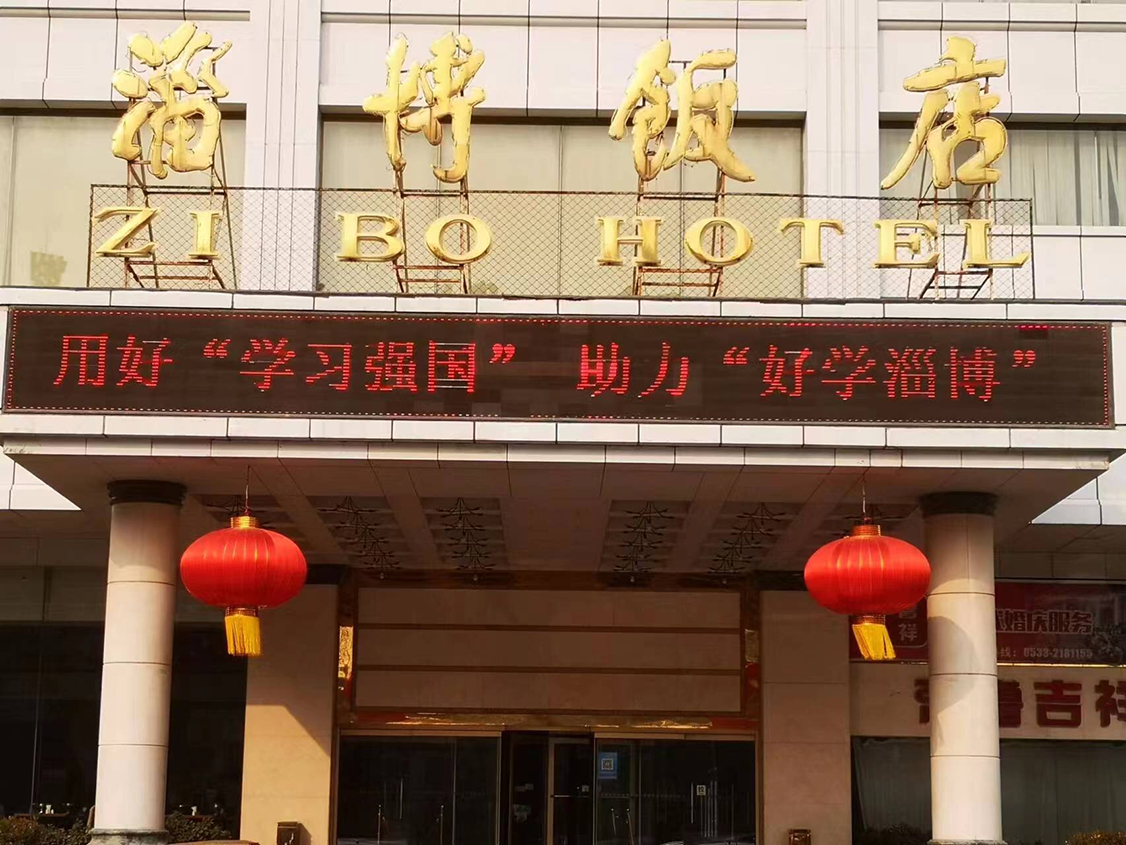 淄博饭店
ZI BO HOTEL
用好“学习强国” 助力“好学淄博”
婚庆服务
0533-2181155
鲁吉祥